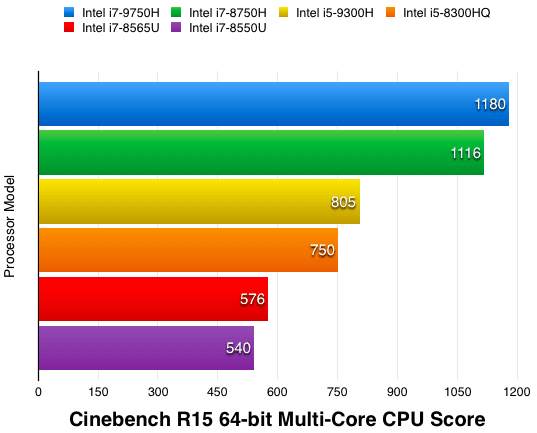 Intel i7-9750H Intel i7-8750H Intel i5-9300H Intel i5-8300HQ
Intel i7-8565U Intel i7-8550U
Processor Model
1180
1116
805
750
576
540
0 150 300 450 600 750 900 1050 1200
Cinebench R15 64-bit Multi-Core CPU Score